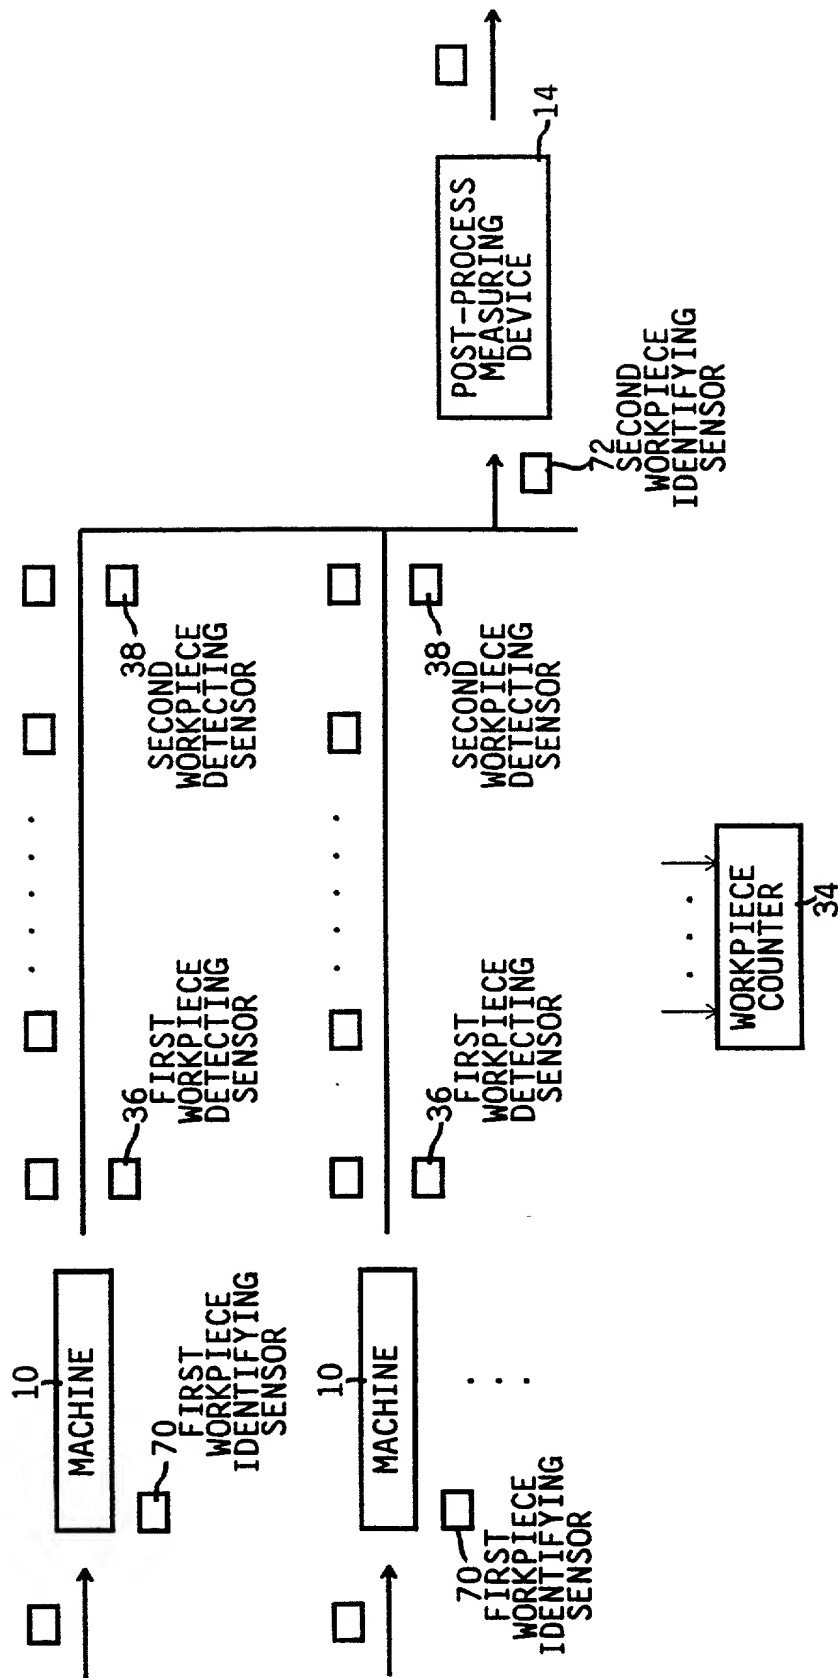 10
MACHINE
70
FIRST
WORKPIECE
IDENTIFYING
SENSOR
36
FIRST
WORKPIECE
DETECTING
SENSOR
38
SECOND
WORKPIECE
DETECTING
SENSOR
10
MACHINE
70
FIRST
WORKPIECE
IDENTIFYING
SENSOR
36
FIRST
WORKPIECE
DETECTING
SENSOR
38
SECOND
WORKPIECE
DETECTING
SENSOR
POST-PROCESS
MEASURING
DEVICE
14
72
SECOND
WORKPIECE
IDENTIFYING
SENSOR
WORKPIECE
COUNTER
34